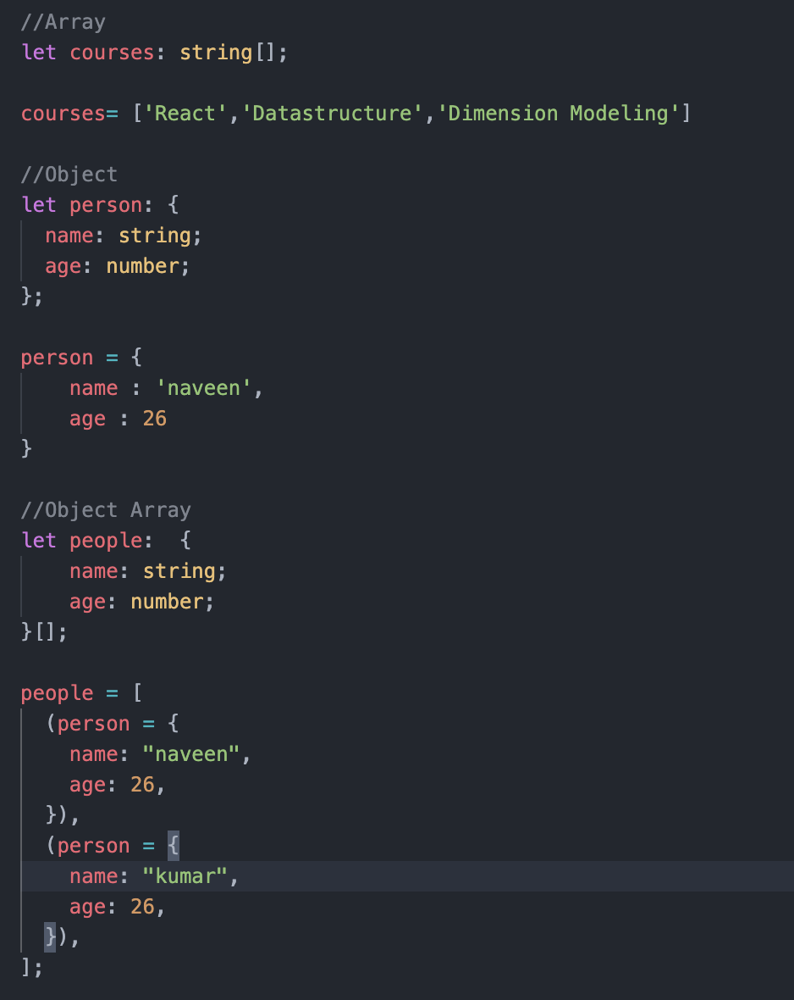 //Array
let courses: string[];
courses= ['React','Datastructure','Dimension Modeling']
//Object
let person: {
name: string;
age: number;
};
person = {
name : 'naveen',
age : 26
}
//Object Array
let people:  {
name: string;
age: number;
}[];
people = [
(person = {
name: "naveen",
age: 26,
}),
(person = {
name: "kumar",
age: 26,
}),
];